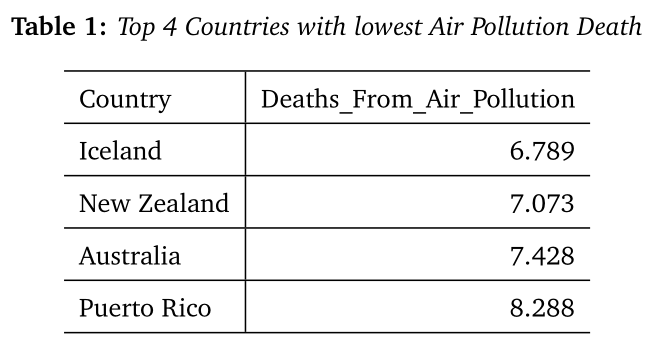 Table 1: Top 4 Countries with lowest Air Pollution Death
Country Deaths_From_Air_Pollution
Iceland 6.789
New Zealand 7.073
Australia 7.428
Puerto Rico 8.288